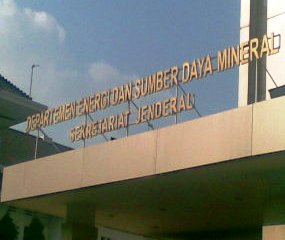 DEPARTEMEN ENERGI DAN SUMBER DAYA MINERAL
SEKRETARIAT JENDERAL